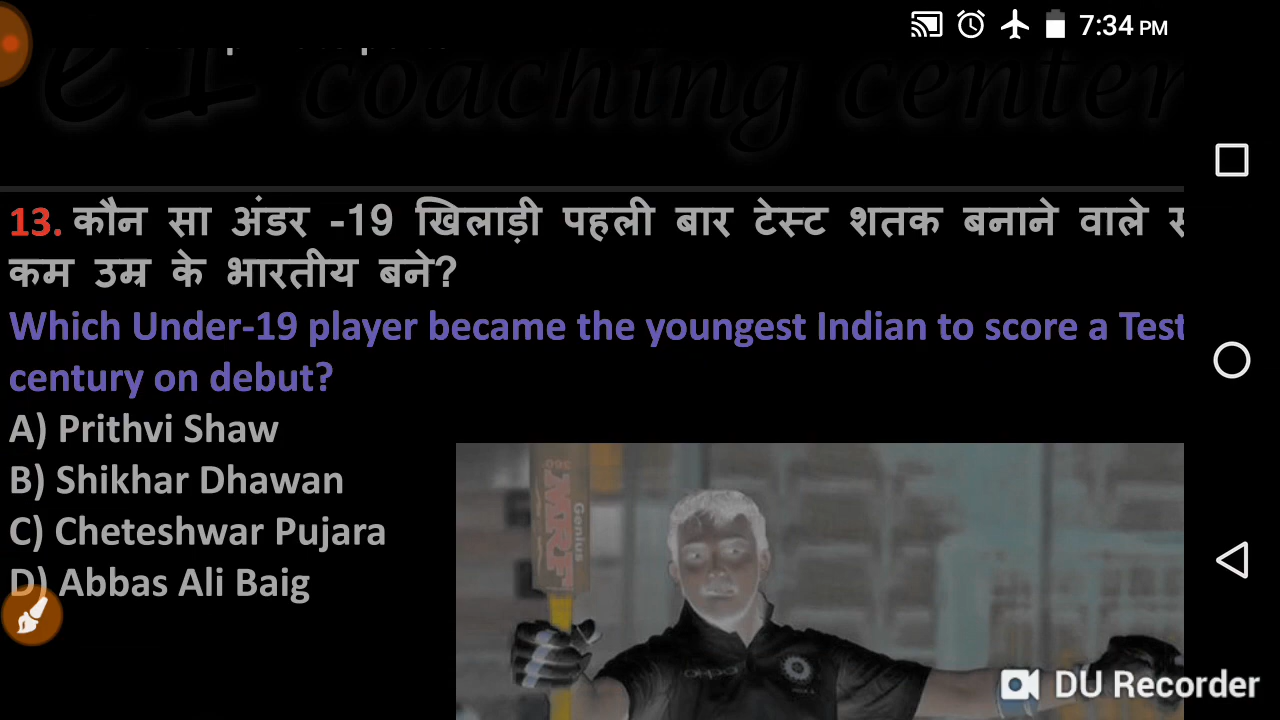 7:34 PM
coaching center
13. कौन सा अंडर -19 खिलाड़ी पहली बार टेस्ट शतक बनाने वाले
कम उम्र के भारतीय बने?
Which Under-19 player became the youngest Indian to score a Test
century on debut?
A) Prithvi Shaw
B) Shikhar Dhawan
C) Cheteshwar Pujara
D) Abbas Ali Baig
Genius
MRF
oppo
DU Recorder